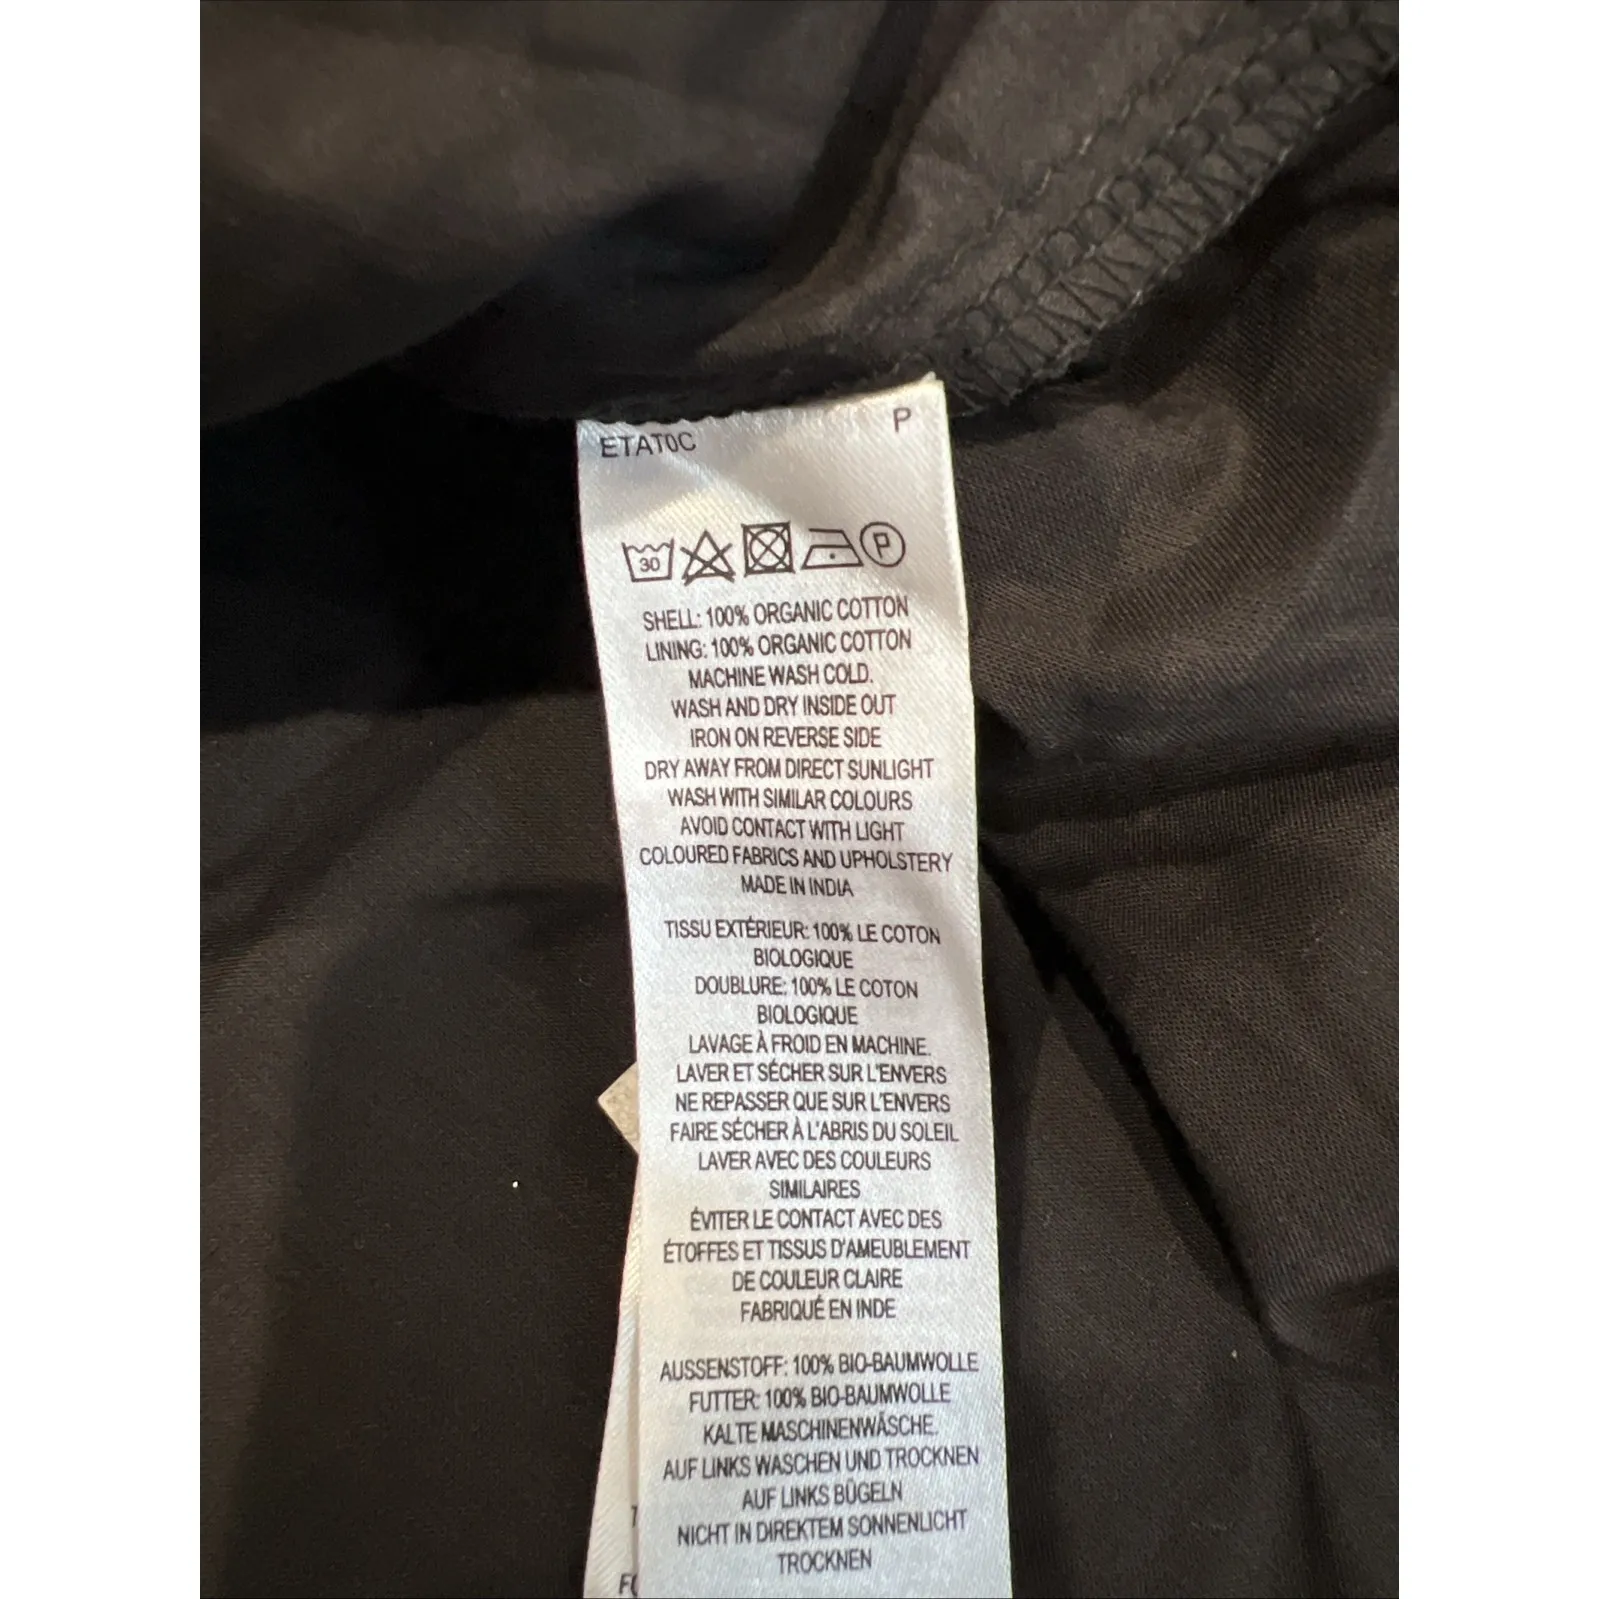 P
ETAT0C
30
P
SHELL: 100% ORGANIC COTTON
LINING: 100% ORGANIC COTTON
MACHINE WASH COLD.
WASH AND DRY INSIDE OUT
IRON ON REVERSE SIDE
DRY AWAY FROM DIRECT SUNLIGHT
WASH WITH SIMILAR COLOURS
AVOID CONTACT WITH LIGHT
COLOURED FABRICS AND UPHOLSTERY
MADE IN INDIA
TISSU EXTÉRIEUR: 100% LE COTON
BIOLOGIQUE
DOUBLURE: 100% LE COTON
BIOLOGIQUE
LAVAGE À FROID EN MACHINE.
LAVER ET SÉCHER SUR L'ENVERS
NE REPASSER QUE SUR L'ENVERS
FAIRE SÉCHER À L'ABRIS DU SOLEIL
LAVER AVEC DES COULEURS
SIMILAIRES
ÉVITER LE CONTACT AVEC DES
ÉTOFFES ET TISSUS D'AMEUBLEMENT
DE COULEUR CLAIRE
FABRIQUÉ EN INDE
AUSSENSTOFF: 100% BIO-BAUMWOLLE
FUTTER: 100% BIO-BAUMWOLLE
KALTE MASCHINENWÄSCHE.
AUF LINKS WASCHEN UND TROCKNEN
AUF LINKS BÜGELN
NICHT IN DIREKTEM SONNENLICHT
TROCKNEN